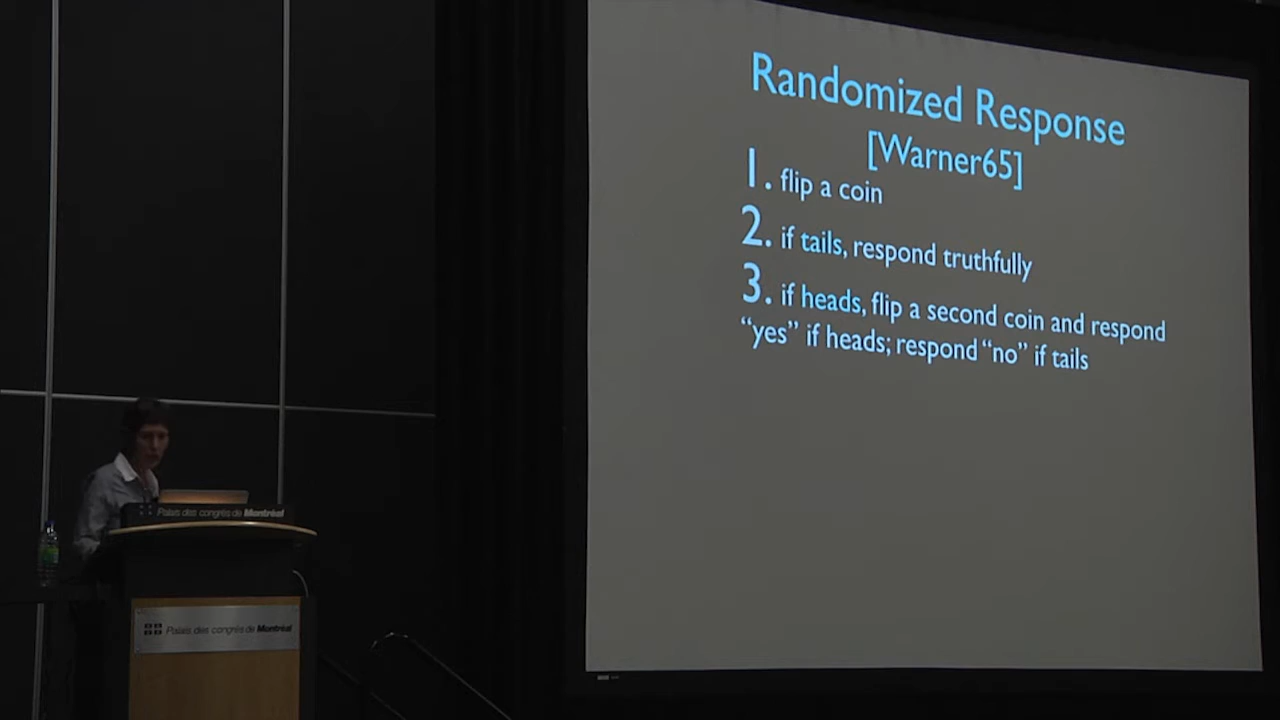 Randomized Response
[Warner65]
1. flip a coin
2. if tails, respond truthfully
3. if heads, flip a second coin and respond
“yes” if heads; respond “no” if tails
Palais des congrès de Montréal
Palais des congrès de Montréal